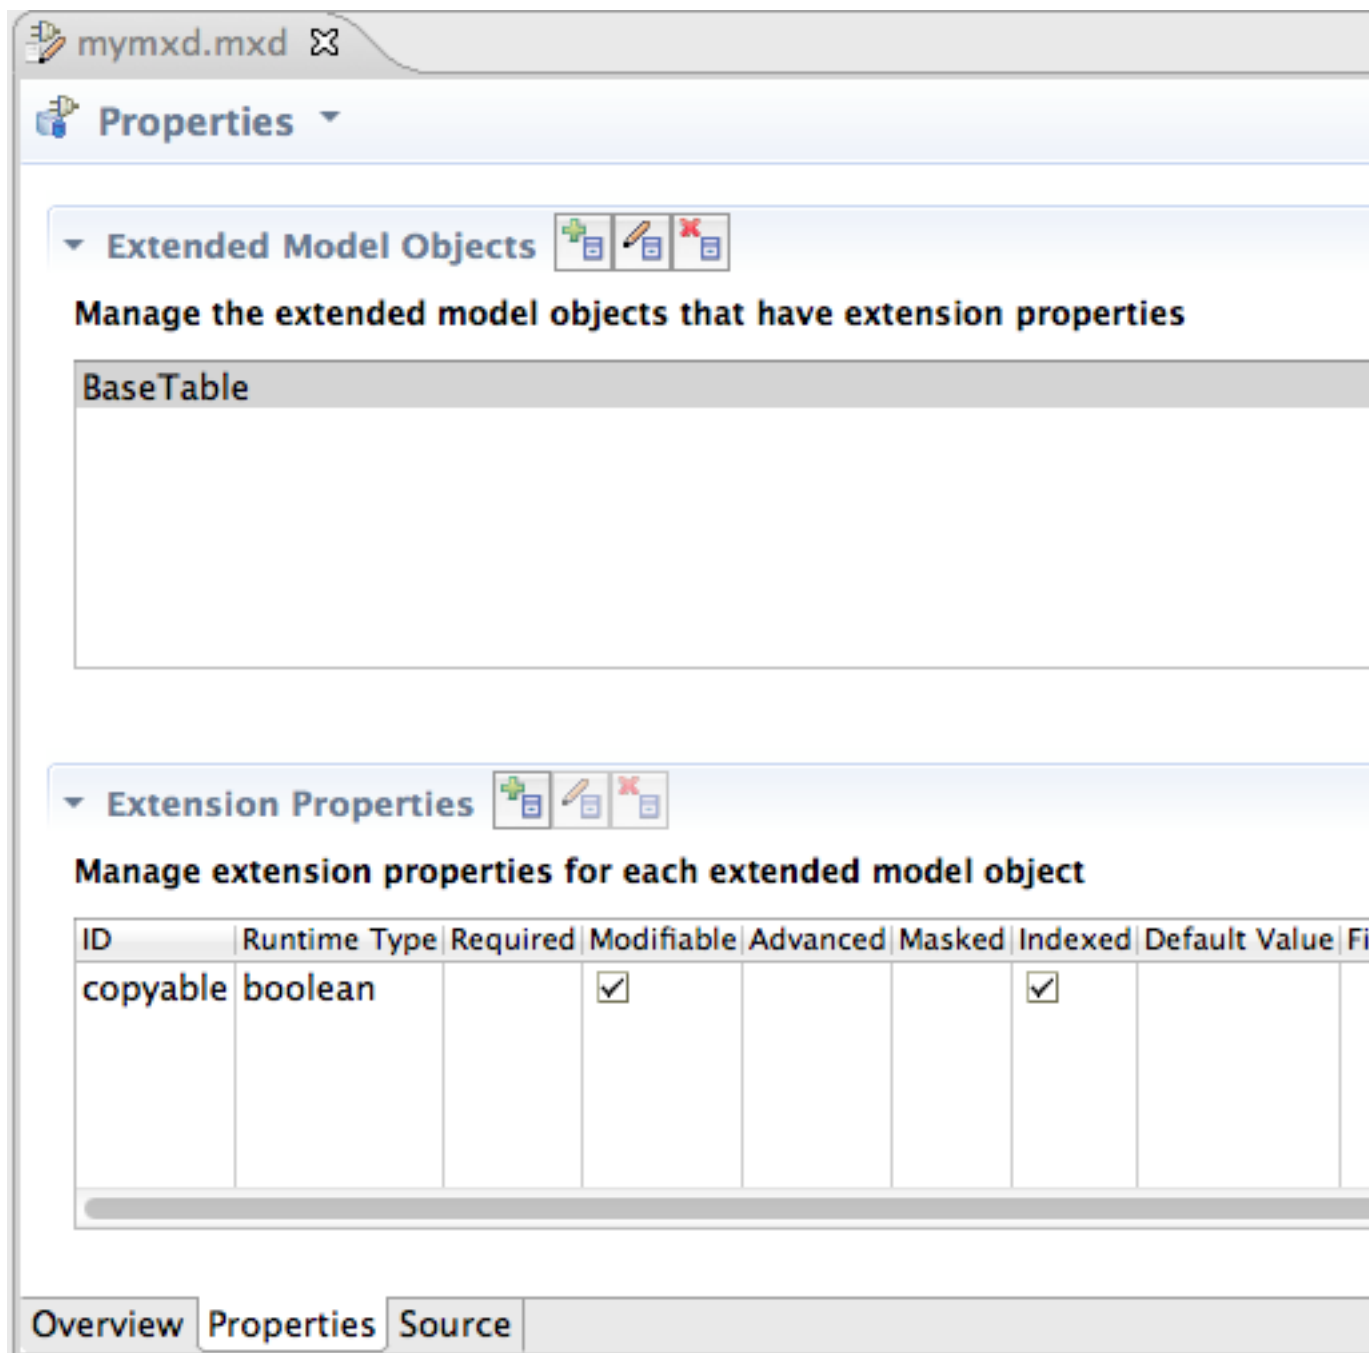 mymxd.mxd
Properties
Extended Model Objects
Manage the extended model objects that have extension properties
BaseTable
Extension Properties
Manage extension properties for each extended model object
ID Runtime Type Required Modifiable Advanced Masked Indexed Default Value Fi
copyable boolean
Overview Properties Source